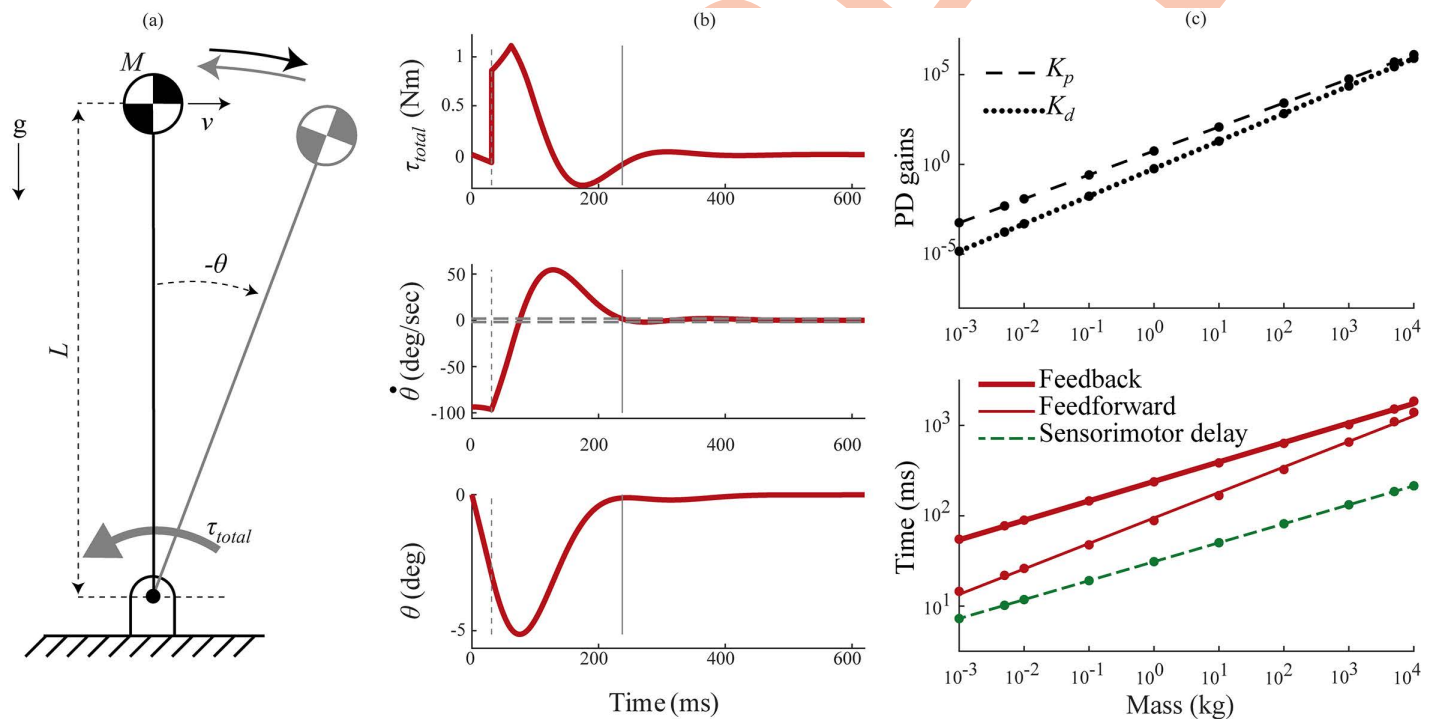 (a)
M
v
g
-θ
L
τtotal
(b)
τtotal (Nm)
1
0.5
0
0 200 400 600
θ̇ (deg/sec)
50
0
-50
-100
0 200 400 600
θ (deg)
0
-5
0 200 400 600
Time (ms)
(c)
PD gains
10^5
10^0
10^-5
Kp
Kd
10^-3 10^-2 10^-1 10^0 10^1 10^2 10^3 10^4
Feedback
Feedforward
Sensorimotor delay
Time (ms)
10^3
10^2
10^1
10^-3 10^-2 10^-1 10^0 10^1 10^2 10^3 10^4
Mass (kg)